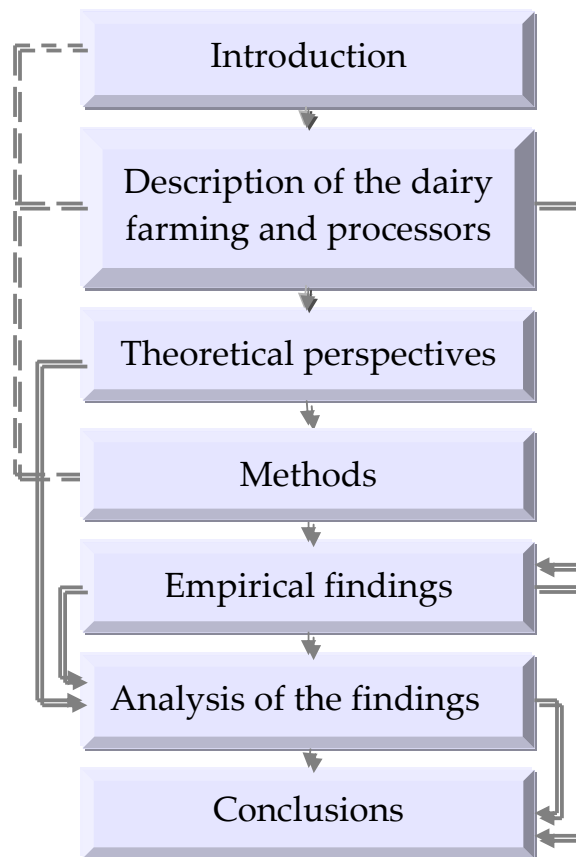 Introduction
Description of the dairy
farming and processors
Theoretical perspectives
Methods
Empirical findings
Analysis of the findings
Conclusions